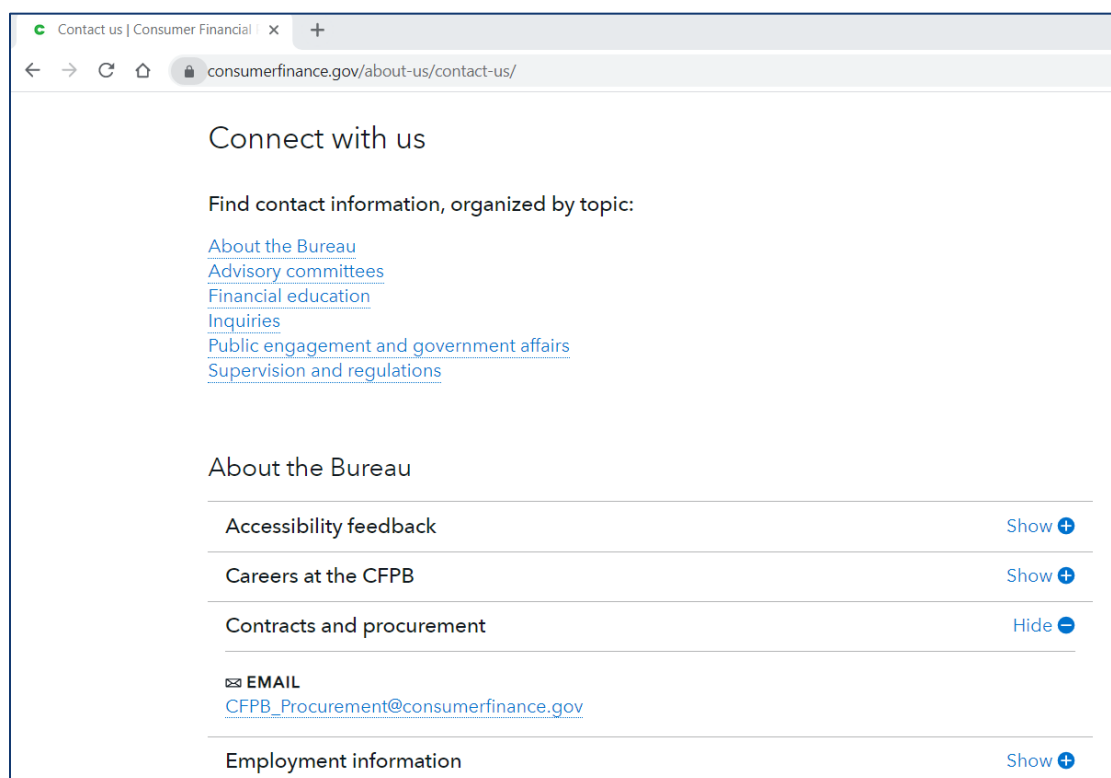 Contact us | Consumer Financial
consumerfinance.gov/about-us/contact-us/
Connect with us
Find contact information, organized by topic:
About the Bureau
Advisory committees
Financial education
Inquiries
Public engagement and government affairs
Supervision and regulations
About the Bureau
Accessibility feedback Show
Careers at the CFPB Show
Contracts and procurement Hide
EMAIL
CFPB_Procurement@consumerfinance.gov
Employment information Show